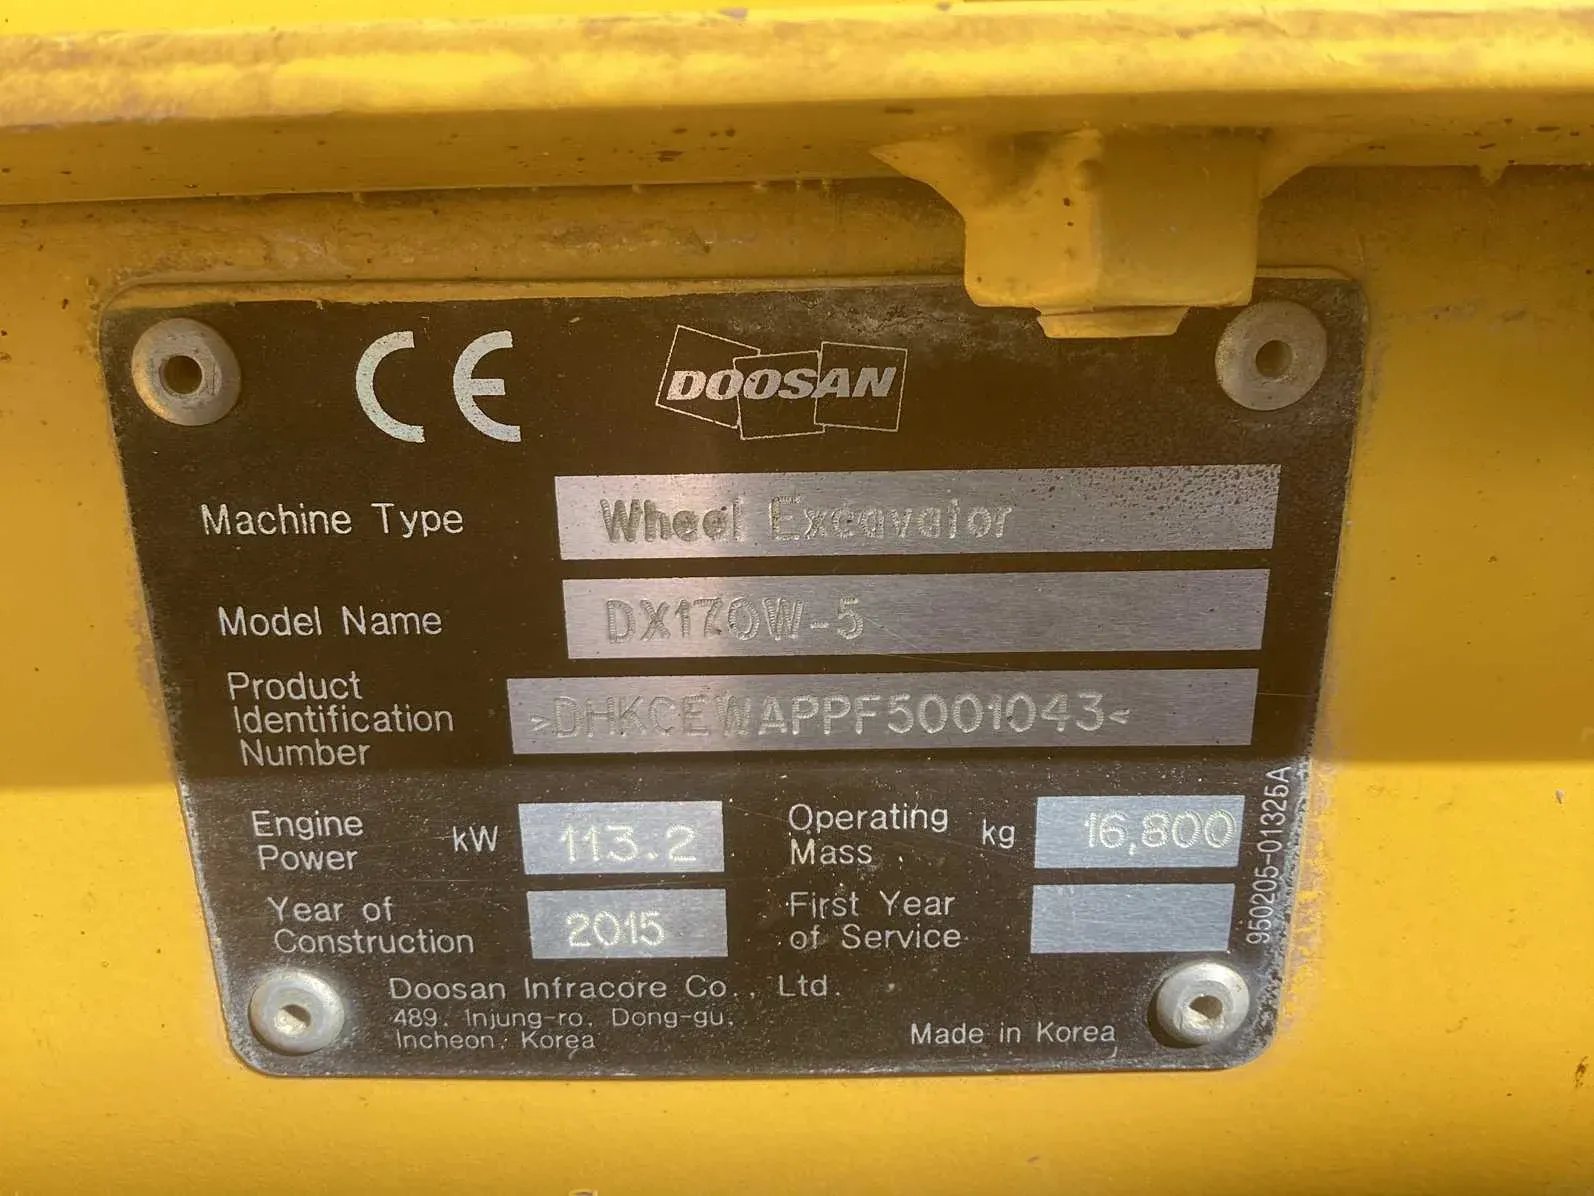 CE
DOOSAN
Machine Type Wheel Excavator
Model Name DX170W-5
Product
Identification
Number >DHKCEWAPPF5001043<
Engine
Power kW 113.2
Operating
Mass kg 16,800
Year of
Construction 2015
First Year
of Service
950205-01325A
Doosan Infracore Co., Ltd.
489, Injung-ro, Dong-gu,
Incheon, Korea
Made in Korea